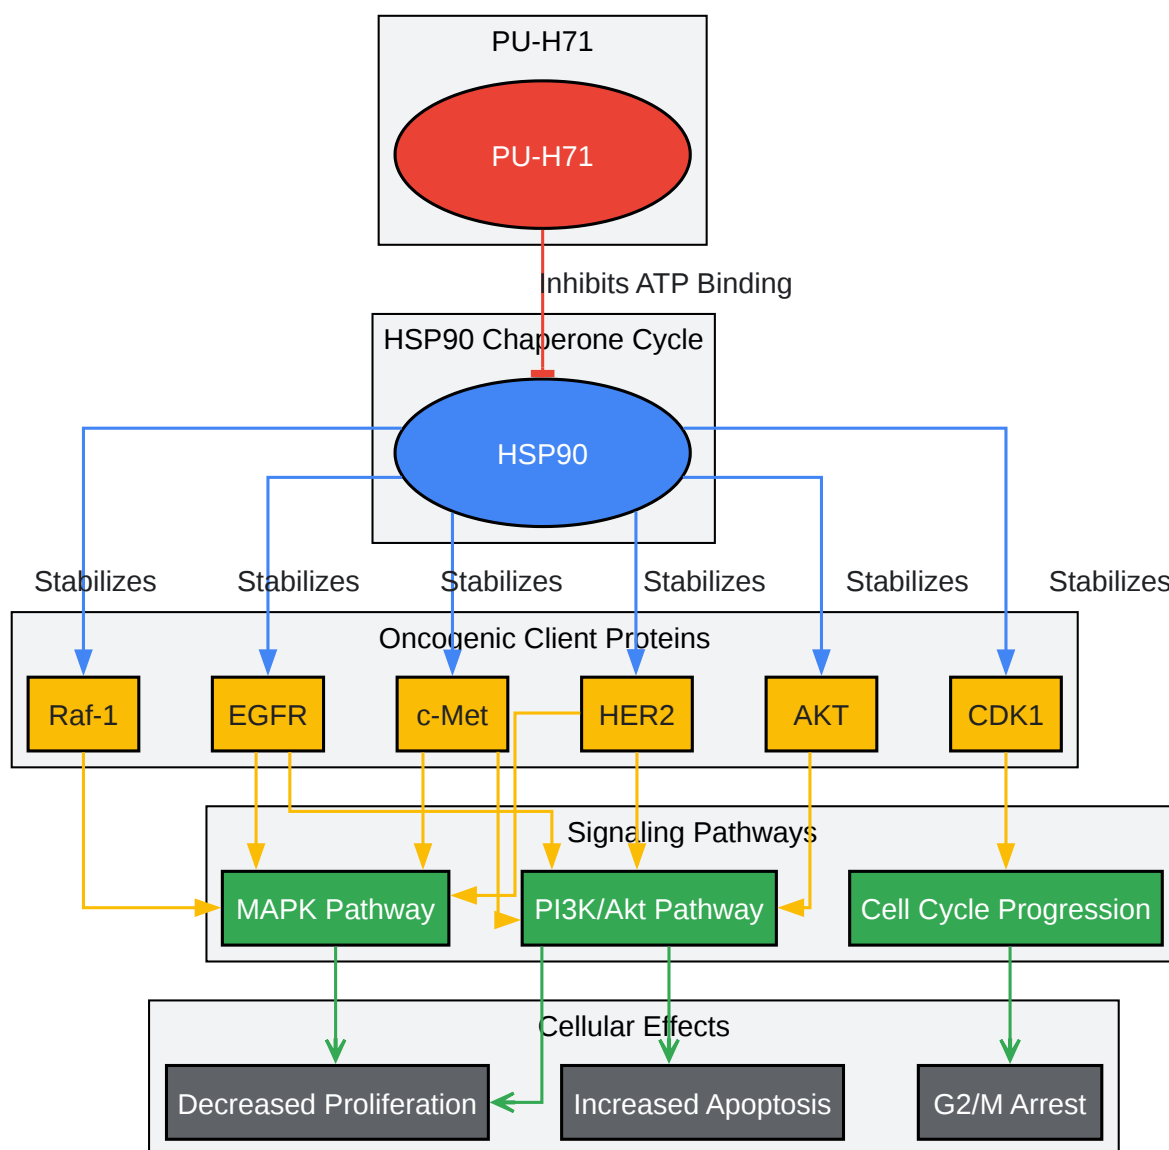 PU-H71
PU-H71
Inhibits ATP Binding
HSP90 Chaperone Cycle
HSP90
Stabilizes
Stabilizes
Stabilizes
Stabilizes
Stabilizes
Stabilizes
Oncogenic Client Proteins
Raf-1
EGFR
c-Met
HER2
AKT
CDK1
Signaling Pathways
MAPK Pathway
PI3K/Akt Pathway
Cell Cycle Progression
Cellular Effects
Decreased Proliferation
Increased Apoptosis
G2/M Arrest